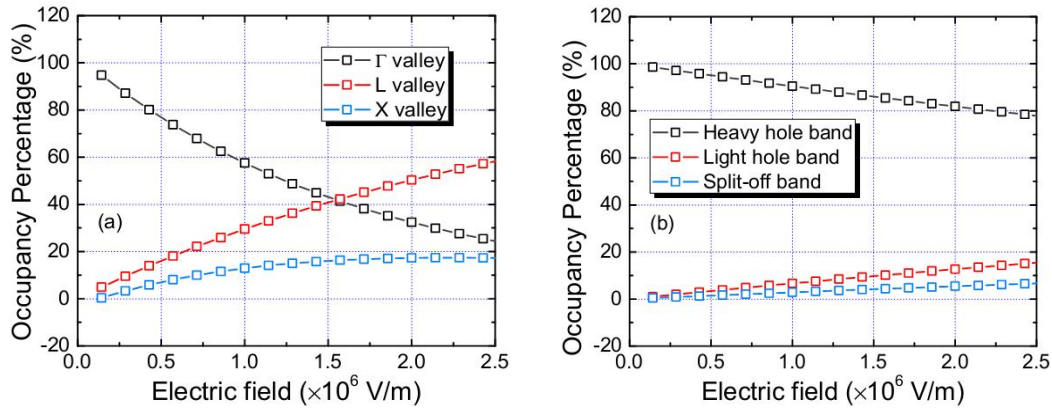 120
100
80
60
40
20
0
-20
Occupancy Percentage (%)
Γ valley
L valley
X valley
(a)
0.0 0.5 1.0 1.5 2.0 2.5
Electric field (×10⁶ V/m)
120
100
80
60
40
20
0
-20
Occupancy Percentage (%)
Heavy hole band
Light hole band
Split-off band
(b)
0.0 0.5 1.0 1.5 2.0 2.5
Electric field (×10⁶ V/m)